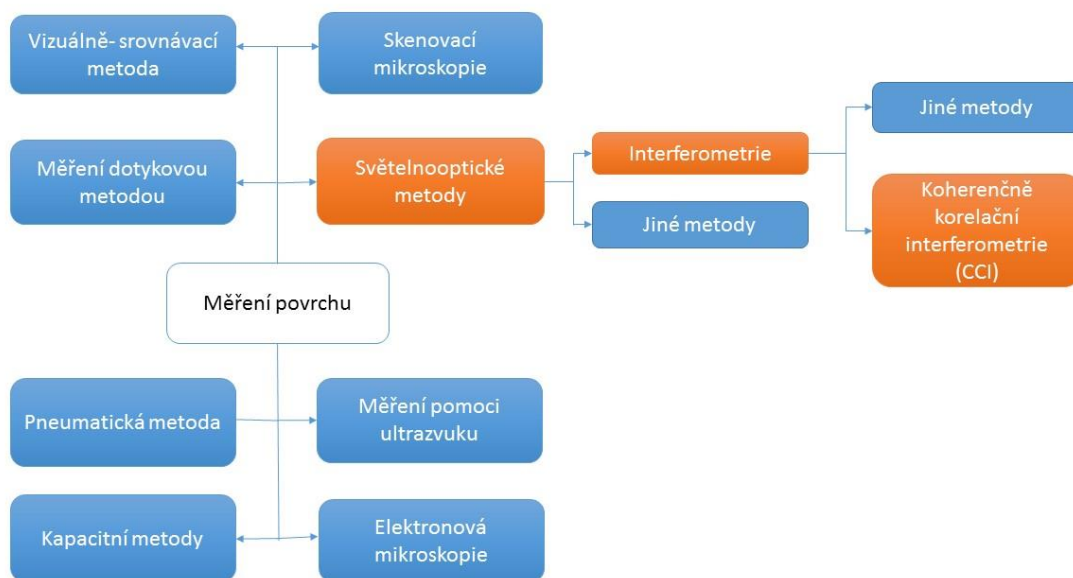 Vizuálně- srovnávací
metoda
Skenovací
mikroskopie
Jiné metody
Měření dotykovou
metodou
Světelnooptické
metody
Interferometrie
Jiné metody
Koherenčně
korelační
interferometrie
(CCI)
Měření povrchu
Pneumatická metoda
Měření pomoci
ultrazvuku
Kapacitní metody
Elektronová
mikroskopie